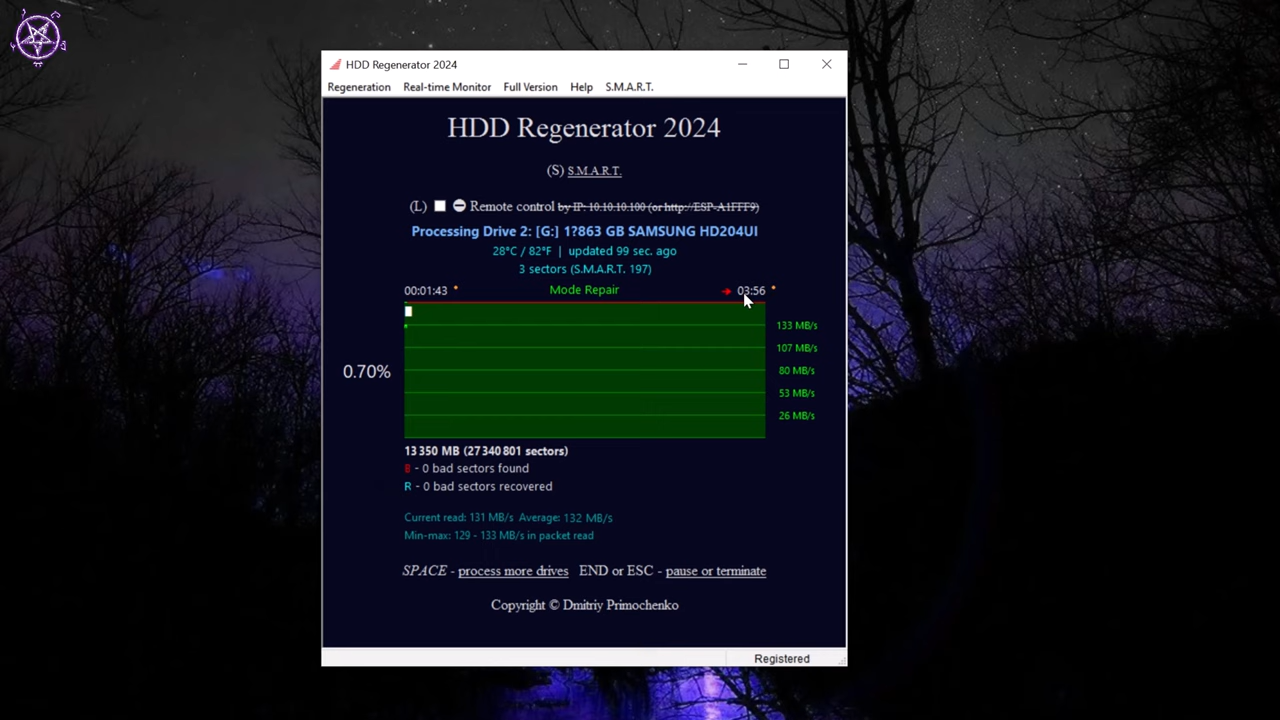 HDD Regenerator 2024
Regeneration Real-time Monitor Full Version Help S.M.A.R.T.
HDD Regenerator 2024
(S) S.M.A.R.T.
(L) Remote control by IP: 10.10.10.100 (or http://ESP-A1FFF9)
Processing Drive 2: [G:] 1?863 GB SAMSUNG HD204UI
28°C / 82°F | updated 99 sec. ago
3 sectors (S.M.A.R.T. 197)
00:01:43 * Mode Repair 03:56 *
133 MB/s
107 MB/s
0.70% 80 MB/s
53 MB/s
26 MB/s
13 350 MB (27 340 801 sectors)
B - 0 bad sectors found
R - 0 bad sectors recovered
Current read: 131 MB/s Average: 132 MB/s
Min-max: 129 - 133 MB/s in packet read
SPACE - process more drives END or ESC - pause or terminate
Copyright © Dmitriy Primochenko
Registered